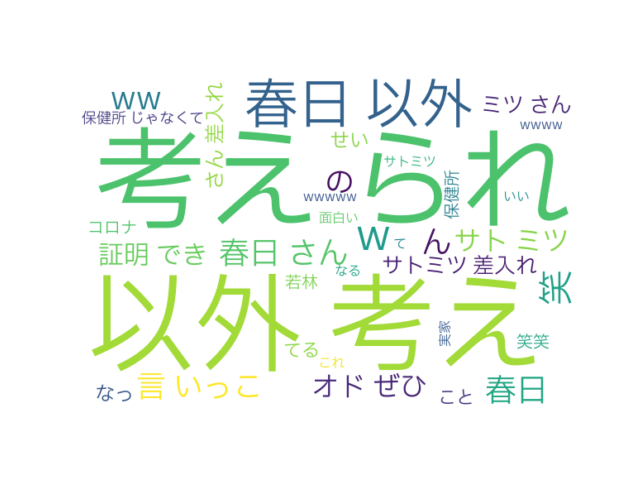 春日 以外
ww
ミツ さん
保健所 じゃなくて
さん 差入れ
wwww
せい
考えられ
サトミツ
の
保健所
wwwww
いい
面白い
コロナ
w
て
ん
サト ミツ
証明 でき
春日 さん
サトミツ 差入れ
なる
若林
笑
以外 考え
実家
笑笑
てる
これ
なっ
言 いっこ
オド ぜひ
こと
春日